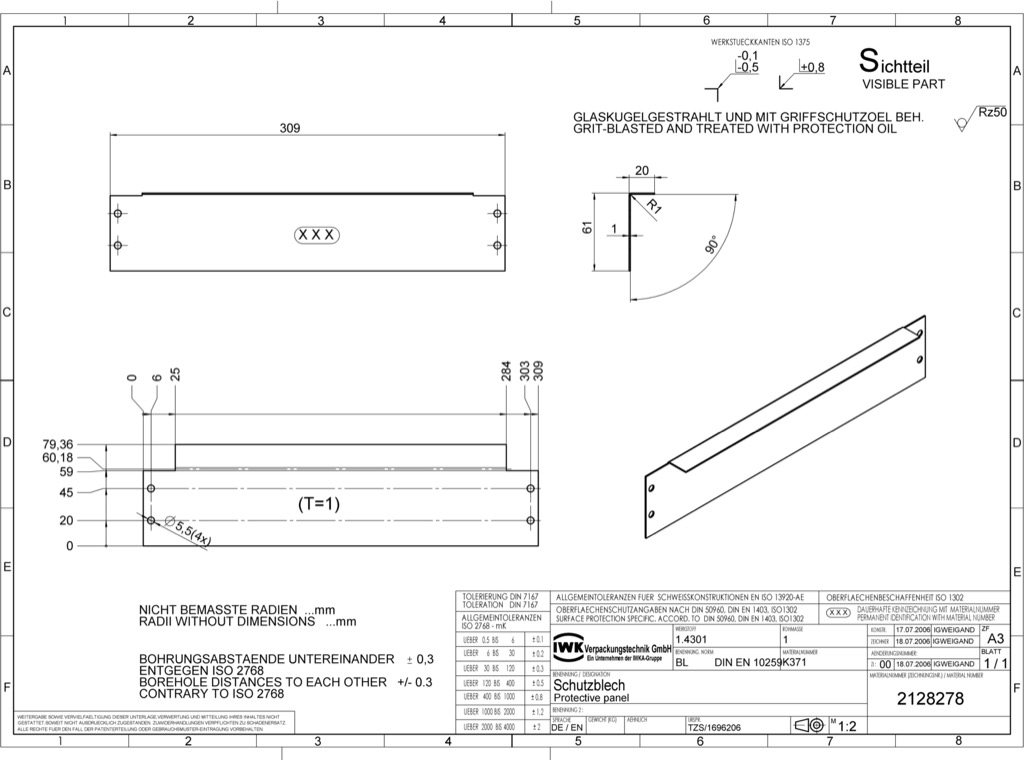 1 2 3 4 5 6 7 8
WERKSTUECKKANTEN ISO 1375
-0,1
-0,5
±0,8
Sichtteil
VISIBLE PART
A
A
GLASKUGELGESTRAHLT UND MIT GRIFFSCHUTZOEL BEH.
GRIT-BLASTED AND TREATED WITH PROTECTION OIL
Rz50
309
B
B
20
R1
61
1
90°
X X X
C
C
0 6 25 284 303 309
D
D
79,36
60,18
59
45
20
0
(T=1)
Ø 5,5(4x)
E
E
NICHT BEMASSTE RADIEN ...mm
RADII WITHOUT DIMENSIONS ...mm
BOHRUNGSABSTAENDE UNTEREINANDER ± 0,3
ENTGEGEN ISO 2768
BOREHOLE DISTANCES TO EACH OTHER +/- 0.3
CONTRARY TO ISO 2768
F
F
WEITERGABE SOWIE VERVIELFAELTIGUNG DIESER UNTERLAGE, VERWERTUNG UND MITTEILUNG IHRES INHALTES NICHT
GESTATTET, SOWEIT NICHT AUSDRUECKLICH ZUGESTANDEN. ZUWIDERHANDLUNGEN VERPFLICHTEN ZU SCHADENERSATZ.
ALLE RECHTE FUER DEN FALL DER PATENTERTEILUNG ODER GEBRAUCHSMUSTER-EINTRAGUNG VORBEHALTEN.
TOLERIERUNG DIN 7167
TOLERATION DIN 7167
ALLGEMEINTOLERANZEN
ISO 2768 - mK
UEBER 0,5 BIS 6 ± 0,1
UEBER 6 BIS 30 ± 0,2
UEBER 30 BIS 120 ± 0,3
UEBER 120 BIS 400 ± 0,5
UEBER 400 BIS 1000 ± 0,8
UEBER 1000 BIS 2000 ± 1,2
UEBER 2000 BIS 4000 ± 2
ALLGEMEINTOLERANZEN FUER SCHWEISSKONSTRUKTIONEN EN ISO 13920-AE
OBERFLAECHENBESCHAFFENHEIT ISO 1302
OBERFLAECHENSCHUTZANGABEN NACH DIN 50960, DIN EN 1403, ISO1302
SURFACE PROTECTION SPECIFIC. ACCORD. TO DIN 50960, DIN EN 1403, ISO1302
X X X
DAUERHAFTE KENNZEICHNUNG MIT MATERIALNUMMER
PERMANENT IDENTIFICATION WITH MATERIAL NUMBER
IWK Verpackungstechnik GmbH
Ein Unternehmen der IWKA-Gruppe
WERKSTOFF
1.4301
ROHMASSE
1
BENENNUNG, NORM
BL DIN EN 10259
MATERIALNUMMER
K371
KONSTR. 17.07.2006 IGWEIGAND
ZEICHNER 18.07.2006 IGWEIGAND
ZF
A3
AENDERUNGSNUMMER:
00 18.07.2006 IGWEIGAND
BLATT
1 / 1
BENENNUNG / DESIGNATION
Schutzblech
Protective panel
BENENNUNG 2:
MATERIALNUMMER (ZEICHNUNGSNR.) / MATERIAL NUMBER
2128278
SPRACHE
DE / EN
GEWICHT (KG)
AEHNLICH
URSPR.
TZS/1696206
M 1:2
1 2 3 4 5 6 7 8